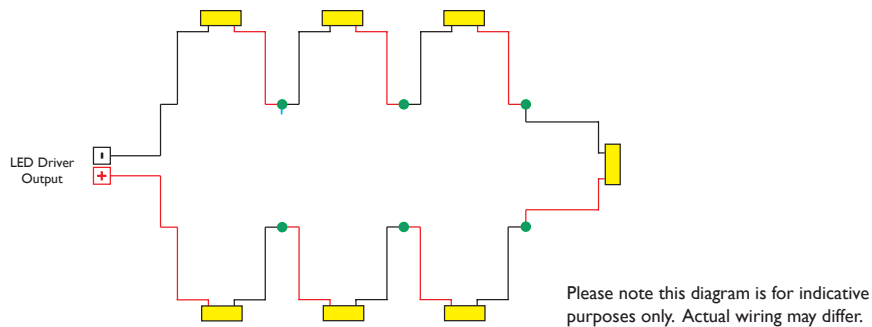 LED Driver
Output
-
+
Please note this diagram is for indicative
purposes only. Actual wiring may differ.